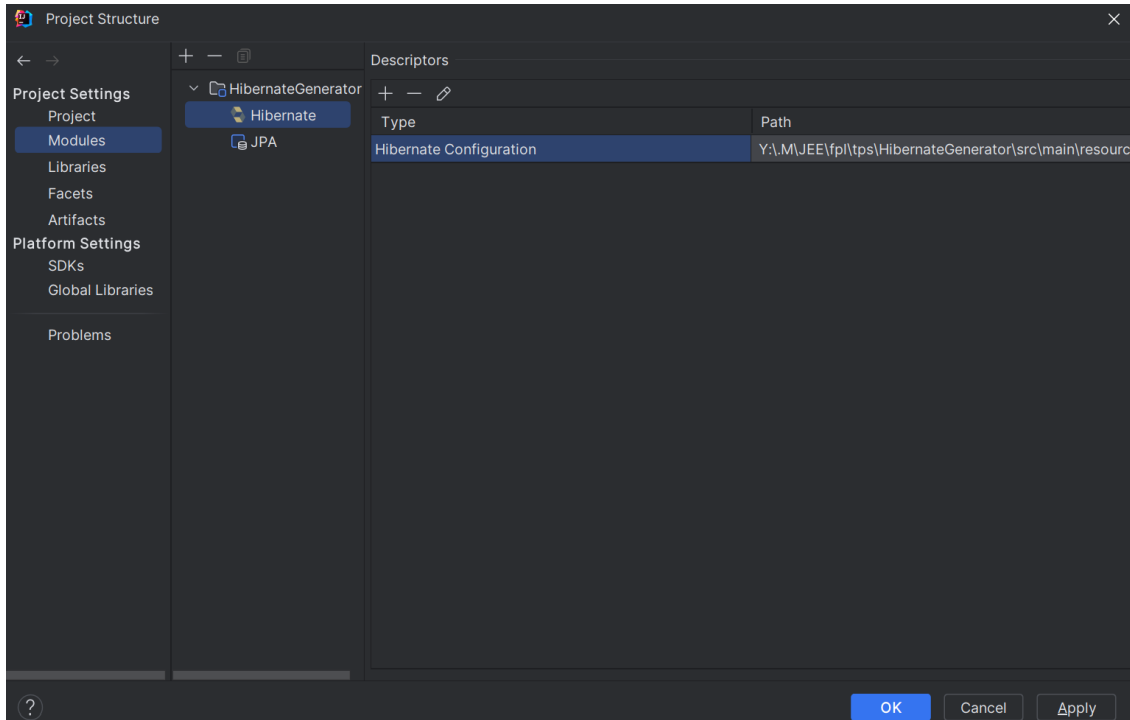 Project Structure
Project Settings
Project
Modules
Libraries
Facets
Artifacts
Platform Settings
SDKs
Global Libraries
Problems
HibernateGenerator
Hibernate
JPA
Descriptors
Type Path
Hibernate Configuration Y:\.M\JEE\fpl\tps\HibernateGenerator\src\main\resourc
?
OK Cancel Apply